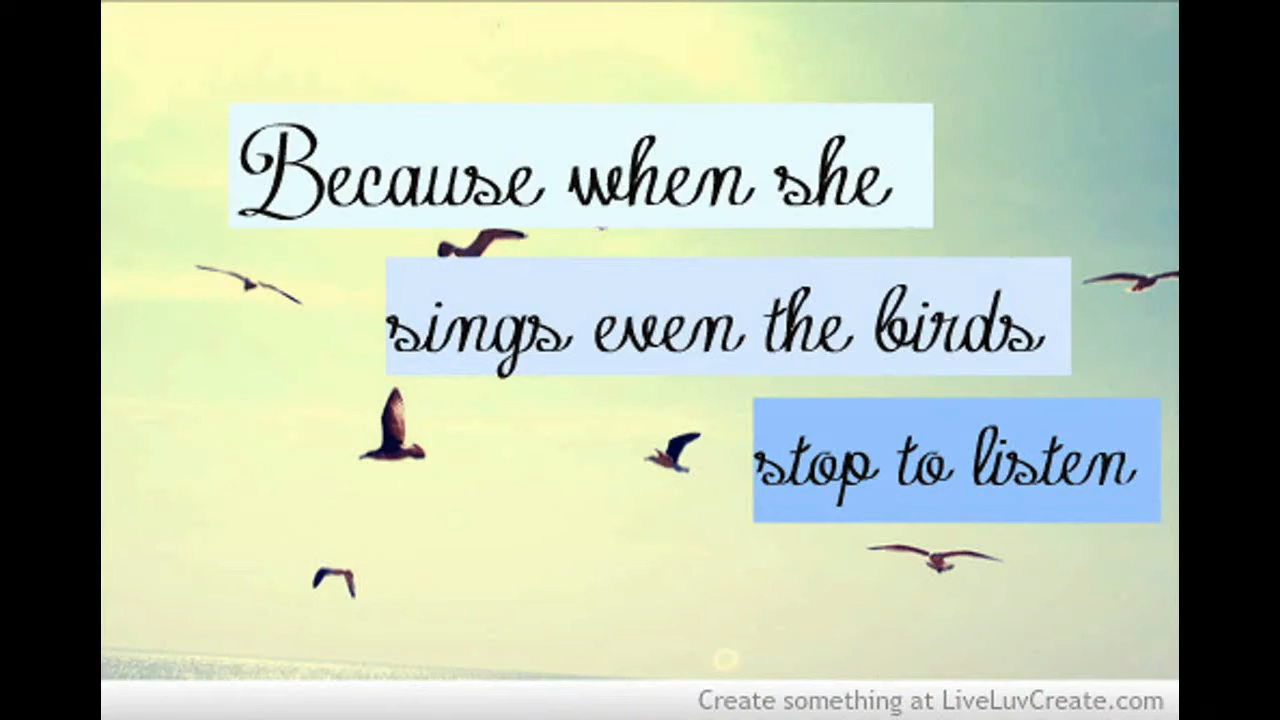 Because when she
sings even the birds
stop to listen
Create something at LiveLuvCreate.com